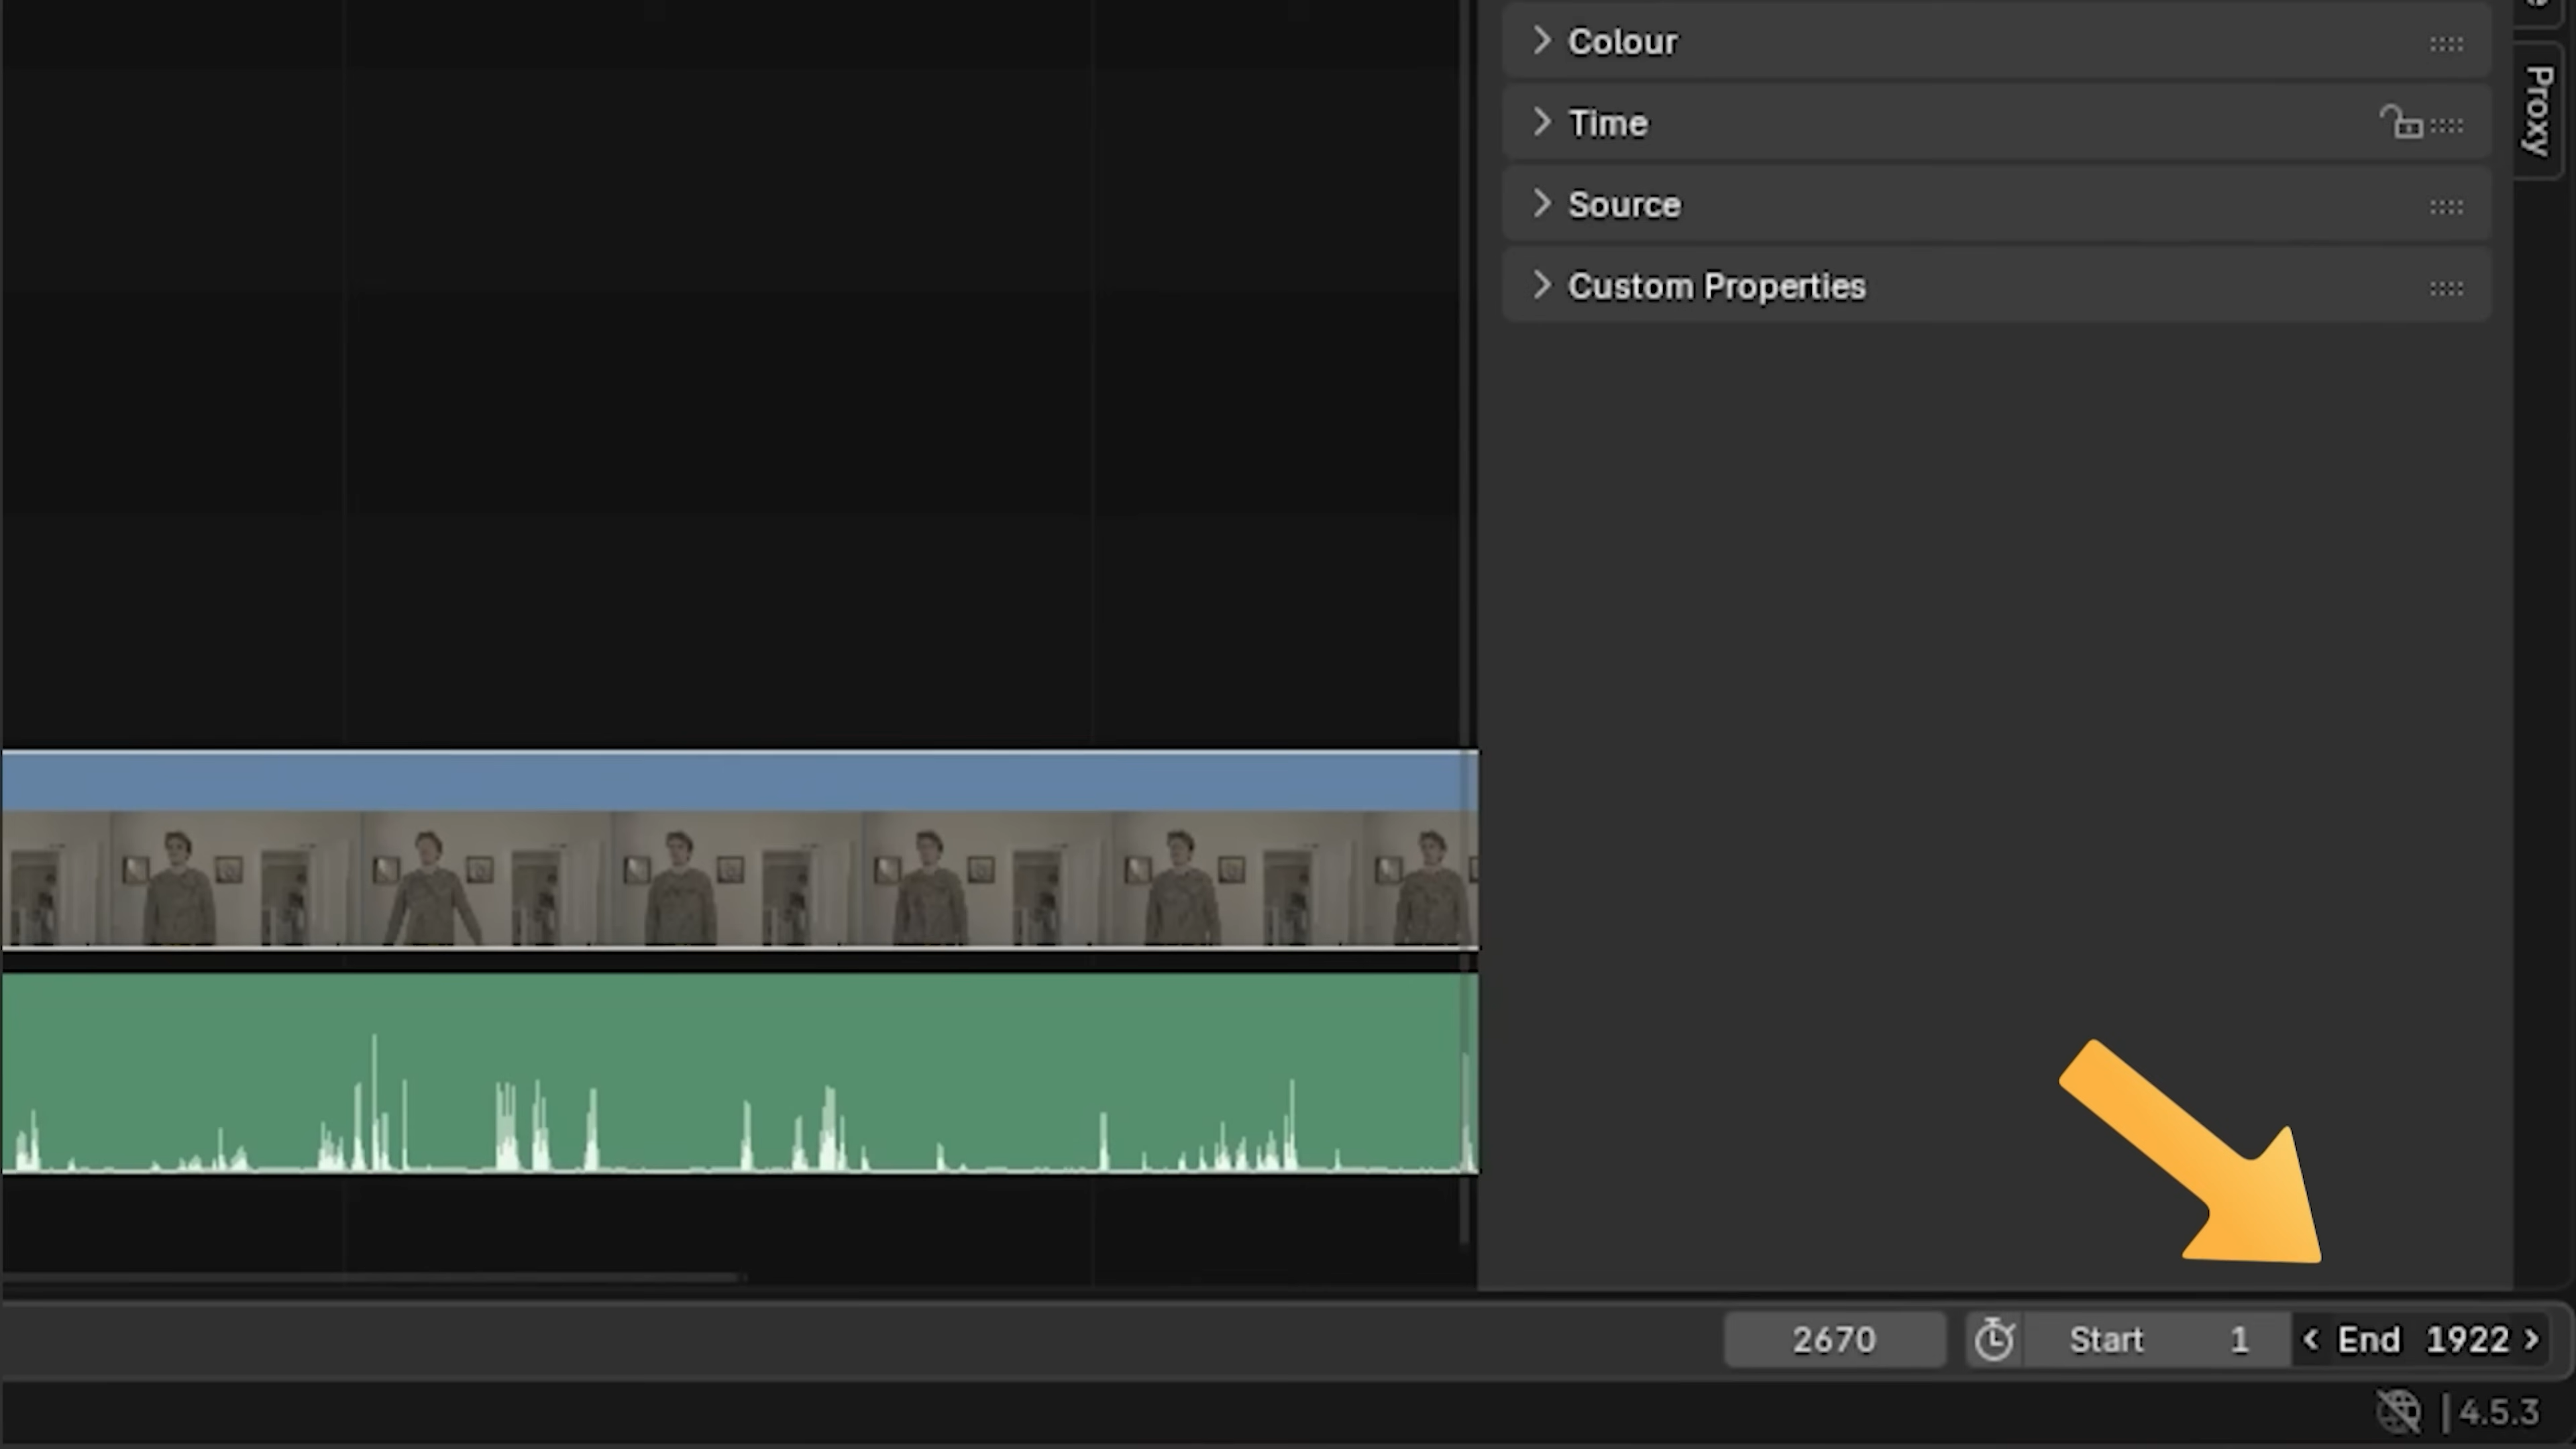 Colour
Proxy
Time
Source
Custom Properties
2670 Start 1 End 1922
4.5.3